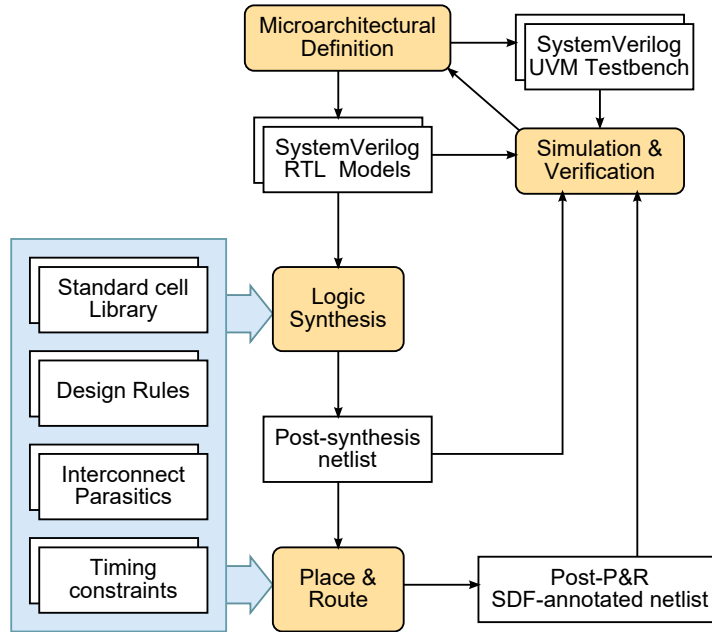 Microarchitectural
Definition
SystemVerilog
UVM Testbench
SystemVerilog
RTL Models
Simulation &
Verification
Standard cell
Library
Logic
Synthesis
Design Rules
Post-synthesis
netlist
Interconnect
Parasitics
Timing
constraints
Place &
Route
Post-P&R
SDF-annotated netlist